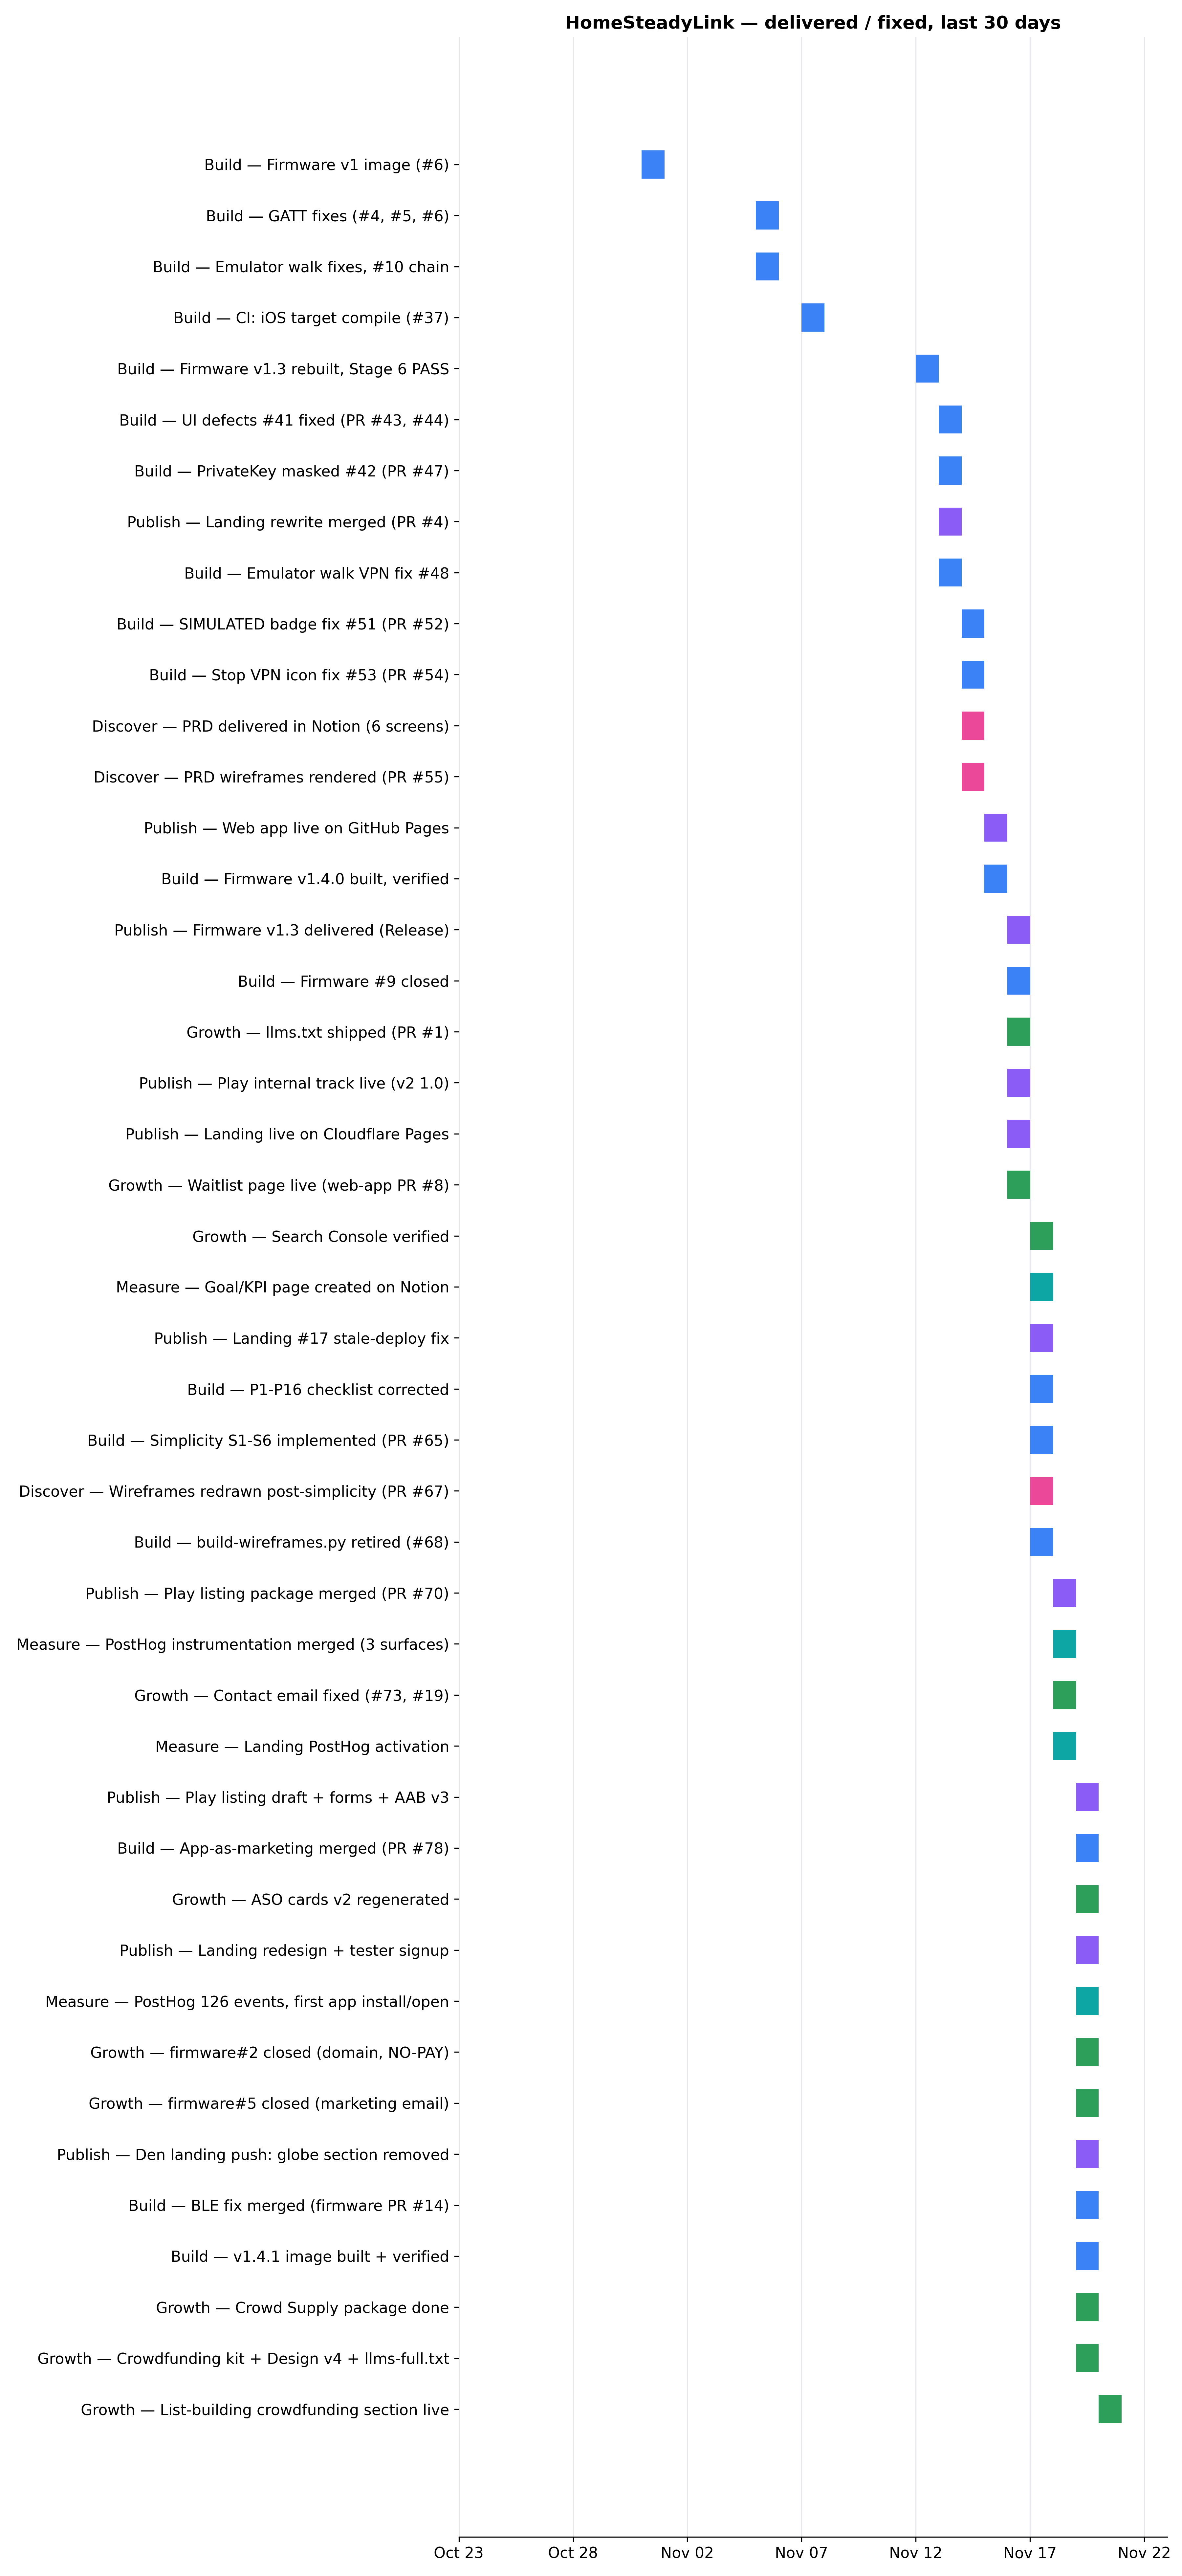 HomeSteadyLink — delivered / fixed, last 30 days
Build — Firmware v1 image (#6)
Build — GATT fixes (#4, #5, #6)
Build — Emulator walk fixes, #10 chain
Build — CI: iOS target compile (#37)
Build — Firmware v1.3 rebuilt, Stage 6 PASS
Build — UI defects #41 fixed (PR #43, #44)
Build — PrivateKey masked #42 (PR #47)
Publish — Landing rewrite merged (PR #4)
Build — Emulator walk VPN fix #48
Build — SIMULATED badge fix #51 (PR #52)
Build — Stop VPN icon fix #53 (PR #54)
Discover — PRD delivered in Notion (6 screens)
Discover — PRD wireframes rendered (PR #55)
Publish — Web app live on GitHub Pages
Build — Firmware v1.4.0 built, verified
Publish — Firmware v1.3 delivered (Release)
Build — Firmware #9 closed
Growth — llms.txt shipped (PR #1)
Publish — Play internal track live (v2 1.0)
Publish — Landing live on Cloudflare Pages
Growth — Waitlist page live (web-app PR #8)
Growth — Search Console verified
Measure — Goal/KPI page created on Notion
Publish — Landing #17 stale-deploy fix
Build — P1-P16 checklist corrected
Build — Simplicity S1-S6 implemented (PR #65)
Discover — Wireframes redrawn post-simplicity (PR #67)
Build — build-wireframes.py retired (#68)
Publish — Play listing package merged (PR #70)
Measure — PostHog instrumentation merged (3 surfaces)
Growth — Contact email fixed (#73, #19)
Measure — Landing PostHog activation
Publish — Play listing draft + forms + AAB v3
Build — App-as-marketing merged (PR #78)
Growth — ASO cards v2 regenerated
Publish — Landing redesign + tester signup
Measure — PostHog 126 events, first app install/open
Growth — firmware#2 closed (domain, NO-PAY)
Growth — firmware#5 closed (marketing email)
Publish — Den landing push: globe section removed
Build — BLE fix merged (firmware PR #14)
Build — v1.4.1 image built + verified
Growth — Crowd Supply package done
Growth — Crowdfunding kit + Design v4 + llms-full.txt
Growth — List-building crowdfunding section live
Oct 23 Oct 28 Nov 02 Nov 07 Nov 12 Nov 17 Nov 22